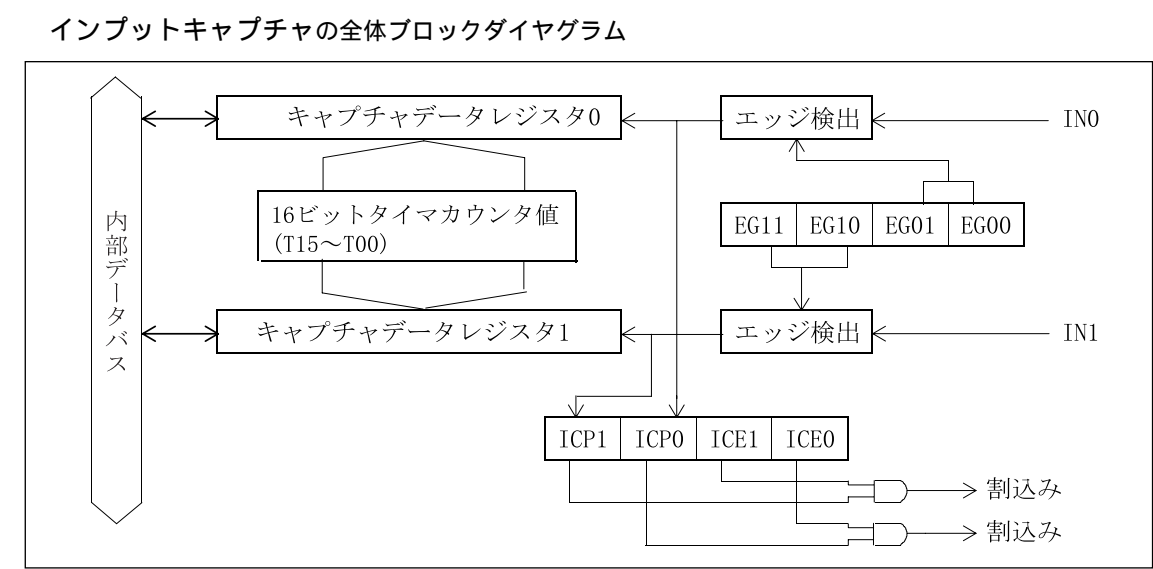 インプットキャプチャの全体ブロックダイヤグラム
キャプチャデータレジスタ0
エッジ検出
IN0
内部データバス
16ビットタイマカウンタ値
(T15～T00)
EG11
EG10
EG01
EG00
キャプチャデータレジスタ1
エッジ検出
IN1
ICP1
ICP0
ICE1
ICE0
割込み
割込み